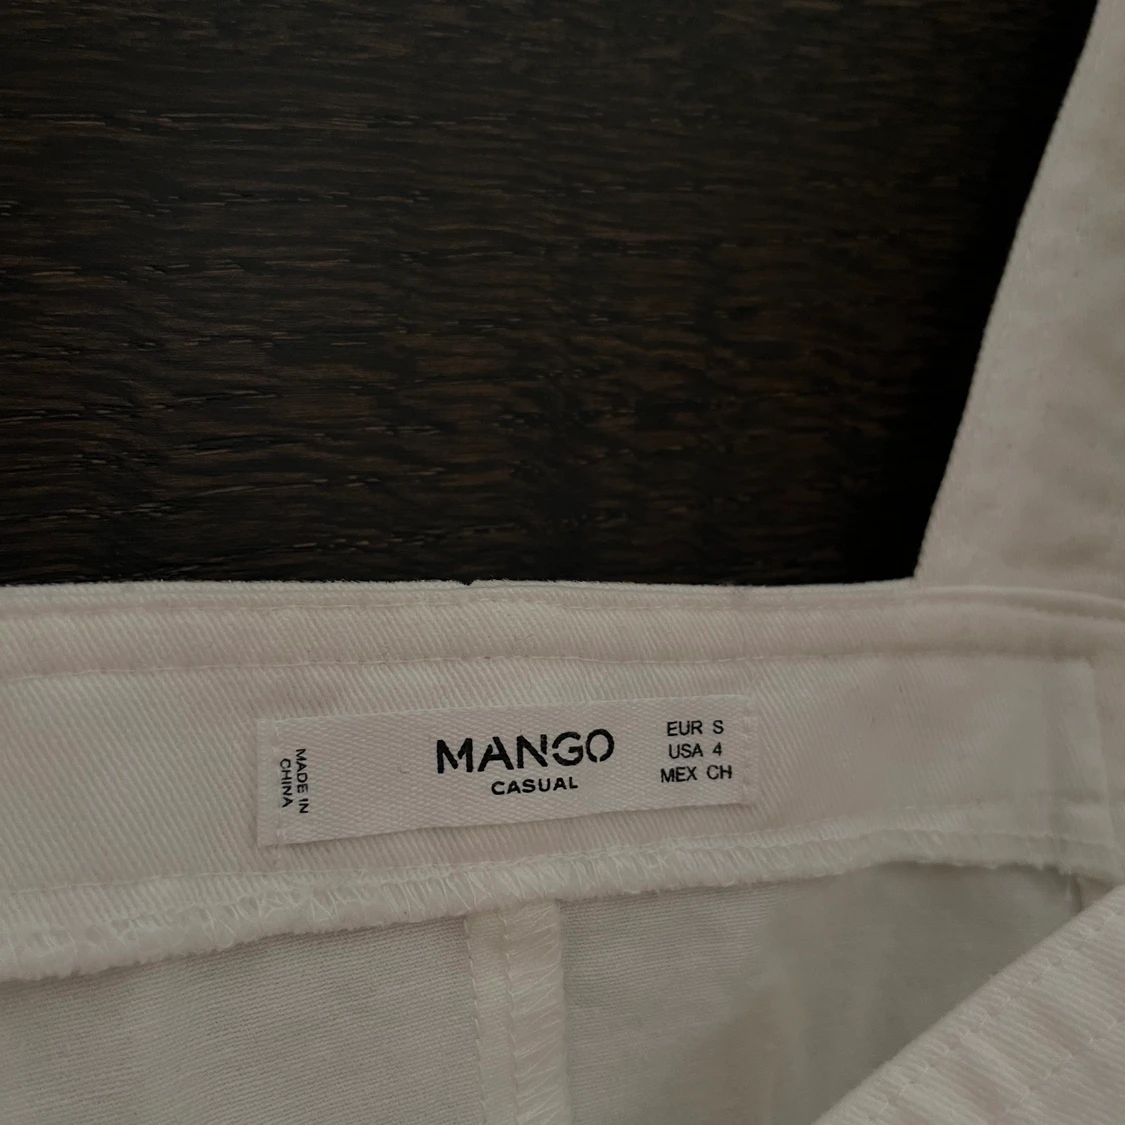 MADE IN
CHINA
MANGO
CASUAL
EUR S
USA 4
MEX CH